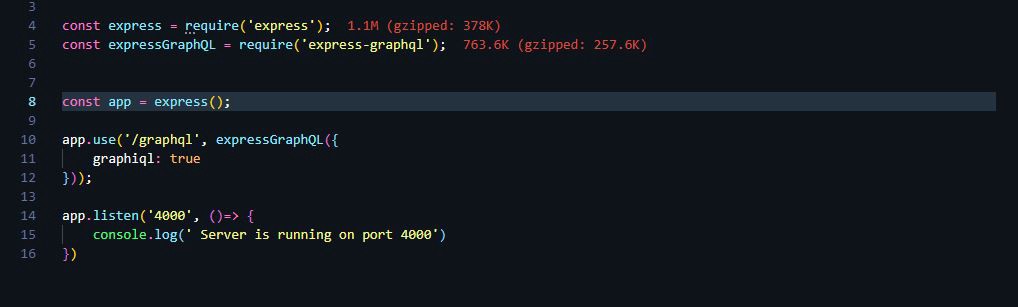 3
4 const express = require('express'); 1.1M (gzipped: 378K)
5 const expressGraphQL = require('express-graphql'); 763.6K (gzipped: 257.6K)
6
7
8 const app = express();
9
10 app.use('/graphql', expressGraphQL({
11     graphiql: true
12 }));
13
14 app.listen('4000', ()=> {
15     console.log(' Server is running on port 4000')
16 })